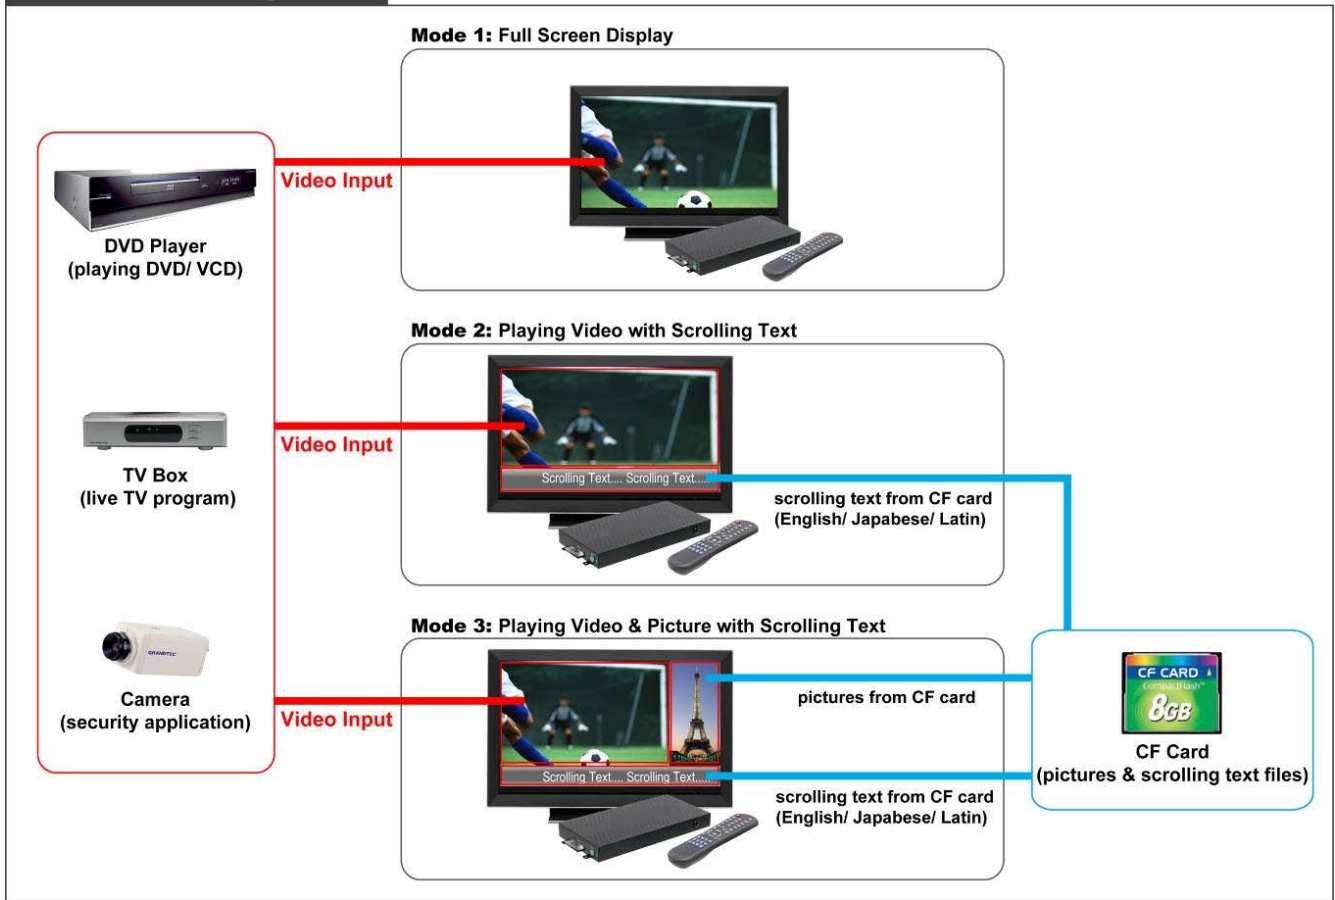 Mode 1: Full Screen Display
Video Input
DVD Player
(playing DVD/ VCD)
Mode 2: Playing Video with Scrolling Text
Video Input
Scrolling Text.... Scrolling Text.....
scrolling text from CF card
(English/ Japabese/ Latin)
TV Box
(live TV program)
Mode 3: Playing Video & Picture with Scrolling Text
GRANDTEC
Camera
(security application)
Video Input
pictures from CF card
Scrolling Text.... Scrolling Text.....
scrolling text from CF card
(English/ Japabese/ Latin)
CF CARD
CompactFlash™
8GB
CF Card
(pictures & scrolling text files)